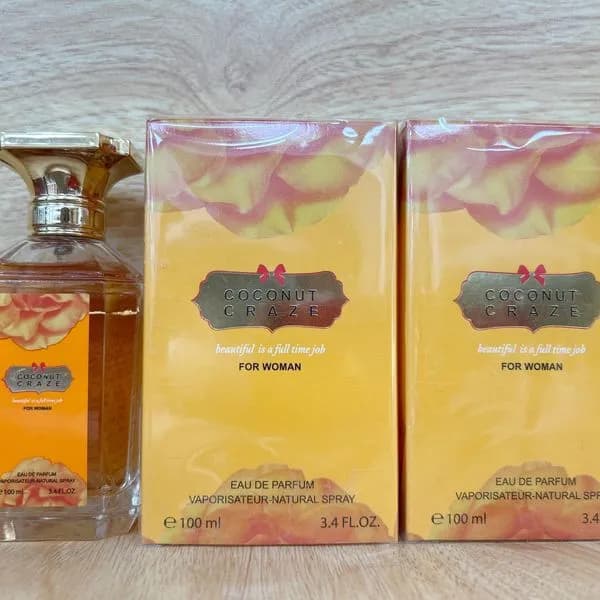 COCONUT
CRAZE
beautiful is a full time job
FOR WOMAN
EAU DE PARFUM
VAPORISATEUR-NATURAL SPRAY
e 100 ml 3.4 FL.OZ.
COCONUT
CRAZE
beautiful is a full time job
FOR WOMAN
EAU DE PARFUM
VAPORISATEUR-NATURAL SPRAY
℮ 100 ml 3.4 FL.OZ.
COCONUT
CRAZE
beautiful is a full time job
FOR WOMAN
EAU DE PARFUM
VAPORISATEUR-NATURAL SP
℮ 100 ml 3.4